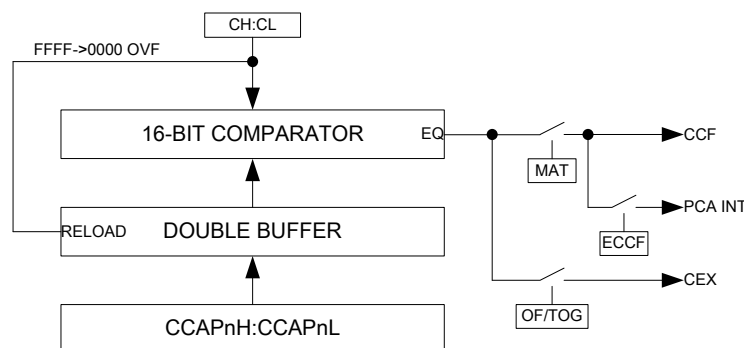 CH:CL
FFFF->0000 OVF
16-BIT COMPARATOR
EQ
CCF
MAT
RELOAD
DOUBLE BUFFER
PCA INT
ECCF
CEX
OF/TOG
CCAPnH:CCAPnL